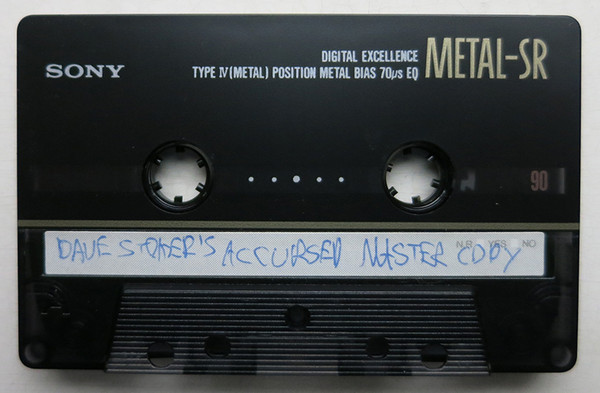 DIGITAL EXCELLENCE METAL-SR
SONY TYPE IV (METAL) POSITION METAL BIAS 70µs EQ
90
N.R YES NO
DAVE STOKER'S ACCURSED MASTER COPY
A